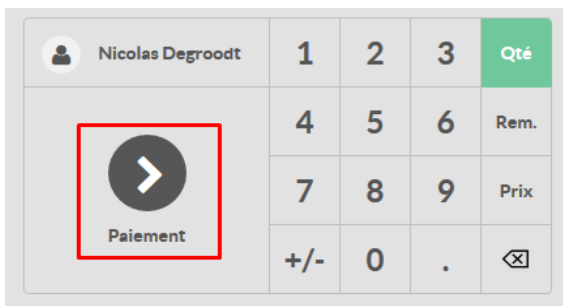 Nicolas Degroodt 1 2 3 Qté
4 5 6 Rem.
7 8 9 Prix
Paiement
+/- 0 .